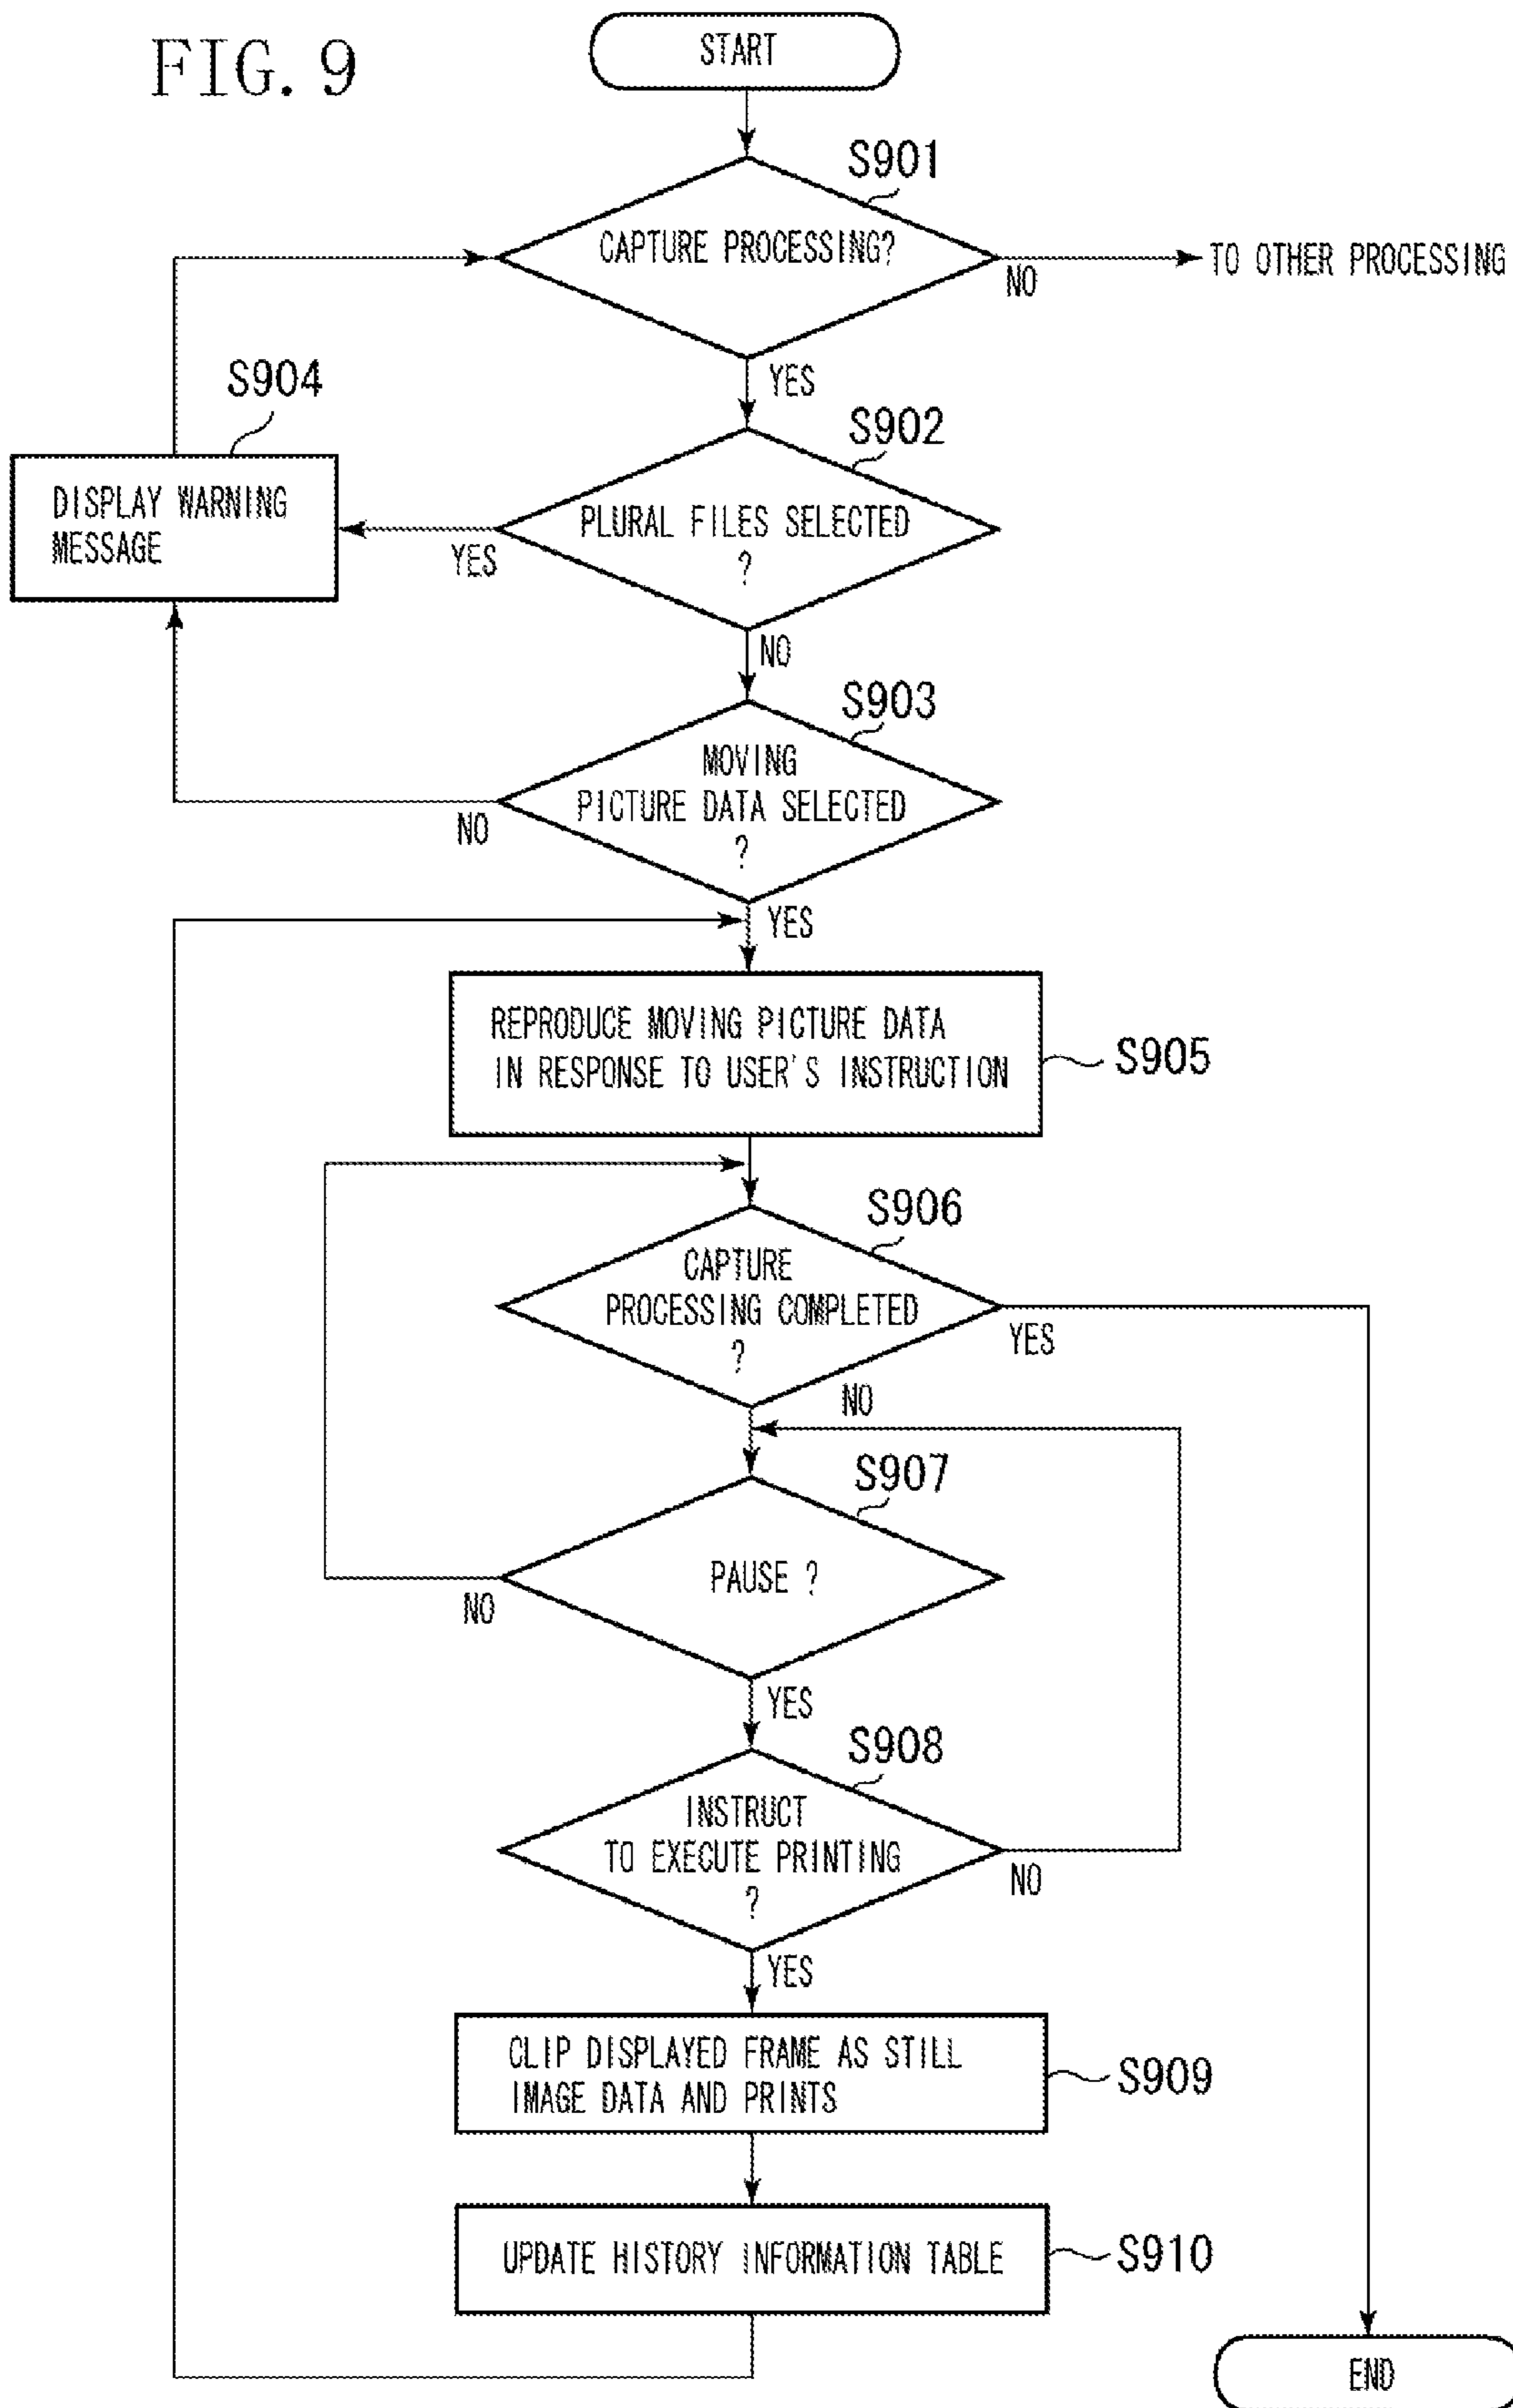 FIG. 9
START
S901
CAPTURE PROCESSING?
NO
TO OTHER PROCESSING
YES
S904
DISPLAY WARNING
MESSAGE
S902
PLURAL FILES SELECTED
?
YES
NO
S903
MOVING
PICTURE DATA SELECTED
?
NO
YES
REPRODUCE MOVING PICTURE DATA
IN RESPONSE TO USER'S INSTRUCTION
S905
S906
CAPTURE
PROCESSING COMPLETED
?
YES
NO
S907
PAUSE ?
NO
YES
S908
INSTRUCT
TO EXECUTE PRINTING
?
NO
YES
CLIP DISPLAYED FRAME AS STILL
IMAGE DATA AND PRINTS
S909
UPDATE HISTORY INFORMATION TABLE
S910
END